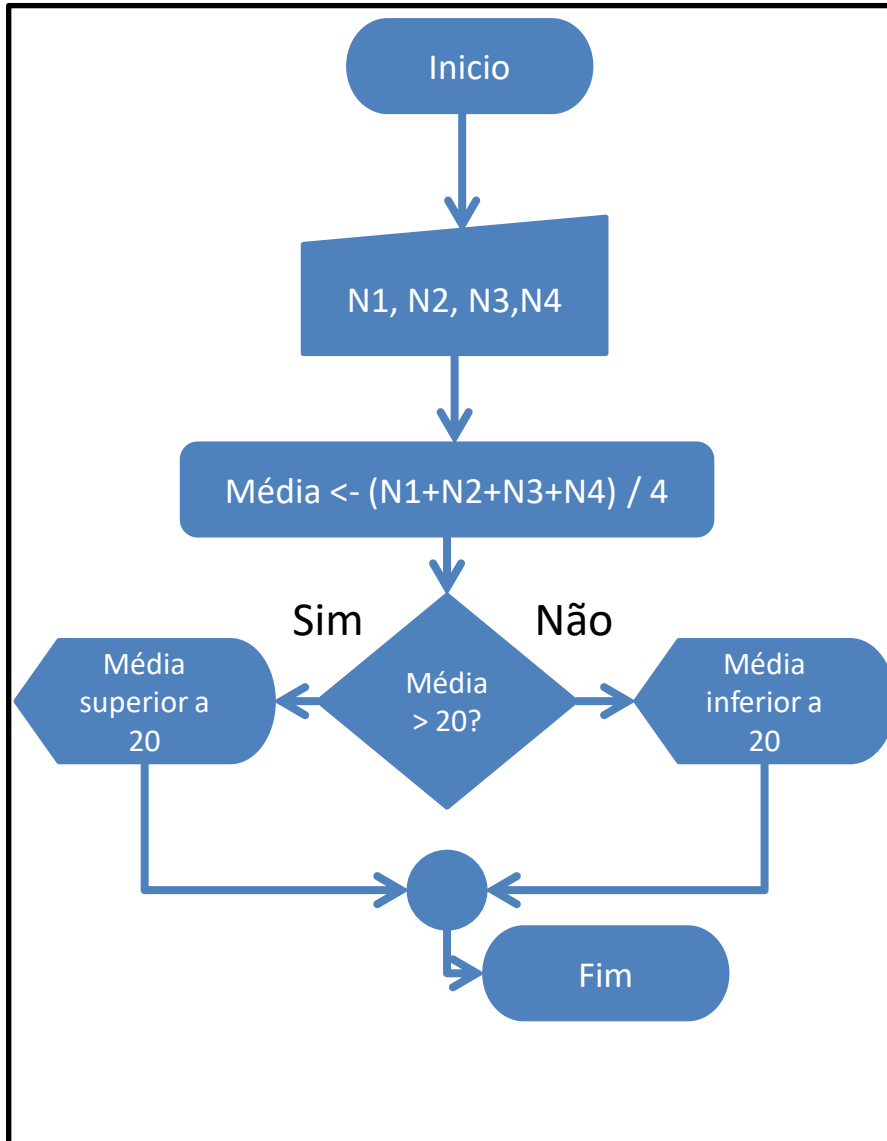 Inicio
N1, N2, N3,N4
Média <- (N1+N2+N3+N4) / 4
Sim
Não
Média
superior a
20
Média
> 20?
Média
inferior a
20
Fim